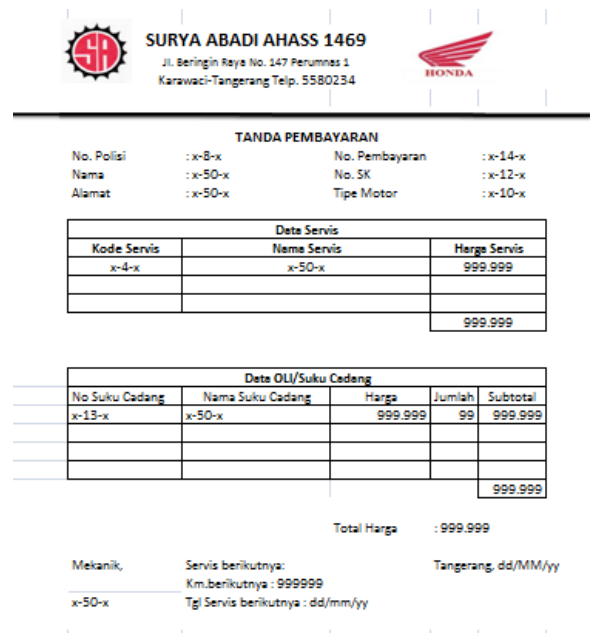 SA
SURYA ABADI AHASS 1469
Jl. Beringin Raya No. 147 Perumnas 1
Karawaci-Tangerang Telp. 5580234
HONDA
TANDA PEMBAYARAN
No. Polisi : x-8-x No. Pembayaran : x-14-x
Nama : x-50-x No. SK : x-12-x
Alamat : x-50-x Tipe Motor : x-10-x
Data Servis
Kode Servis Nama Servis Harga Servis
x-4-x x-50-x 999.999
999.999
Data OLI/Suku Cadang
No Suku Cadang Nama Suku Cadang Harga Jumlah Subtotal
x-13-x x-50-x 999.999 99 999.999
999.999
Total Harga : 999.999
Mekanik, Servis berikutnya: Tangerang, dd/MM/yy
Km.berikutnya : 999999
x-50-x Tgl Servis berikutnya : dd/mm/yy